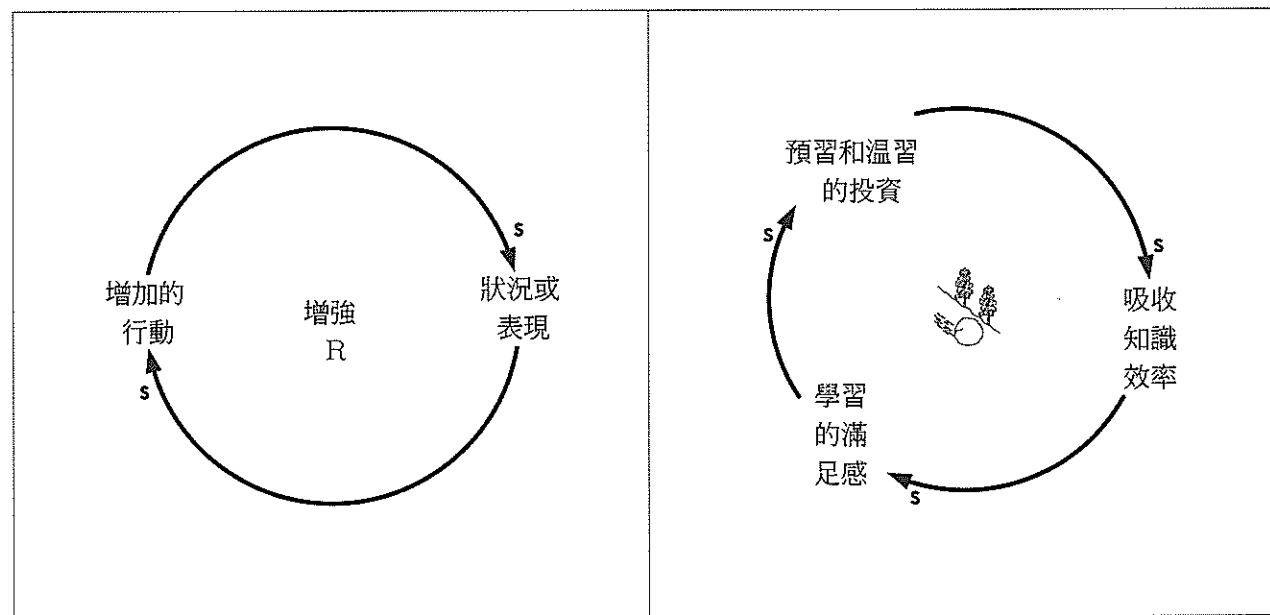 增加的
行動
s
增強
R
s
狀況或
表現
預習和温習
的投資
s
s
吸收
知識
效率
學習
的滿
足感
s